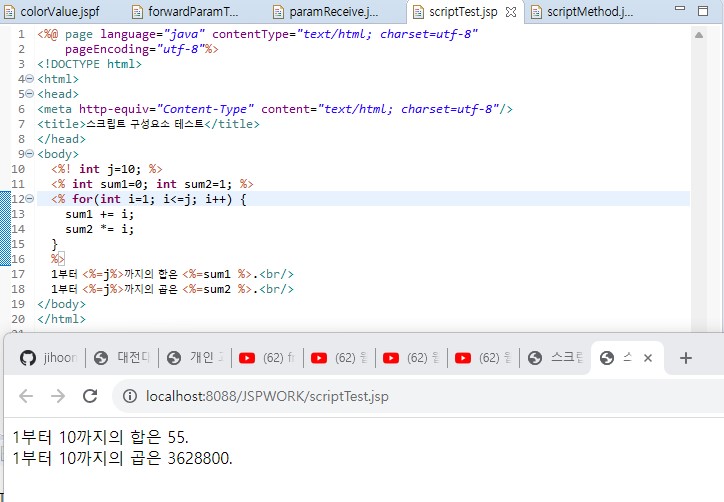 colorValue.jspf forwardParamT... paramReceive.j... scriptTest.jsp scriptMethod.j...
1 <%@ page language="java" contentType="text/html; charset=utf-8"
2 pageEncoding="utf-8"%>
3 <!DOCTYPE html>
4 <html>
5 <head>
6 <meta http-equiv="Content-Type" content="text/html; charset=utf-8"/>
7 <title>스크립트 구성요소 테스트</title>
8 </head>
9 <body>
10 <%! int j=10; %>
11 <% int sum1=0; int sum2=1; %>
12 <% for(int i=1; i<=j; i++) {
13 sum1 += i;
14 sum2 *= i;
15 }
16 %>
17 1부터 <%=j%>까지의 합은 <%=sum1 %>.<br/>
18 1부터 <%=j%>까지의 곱은 <%=sum2 %>.<br/>
19 </body>
20 </html>
jihoon 대전 개인 (62) (62) (62) (62) 스크립 스
localhost:8088/JSPWORK/scriptTest.jsp
1부터 10까지의 합은 55.
1부터 10까지의 곱은 3628800.